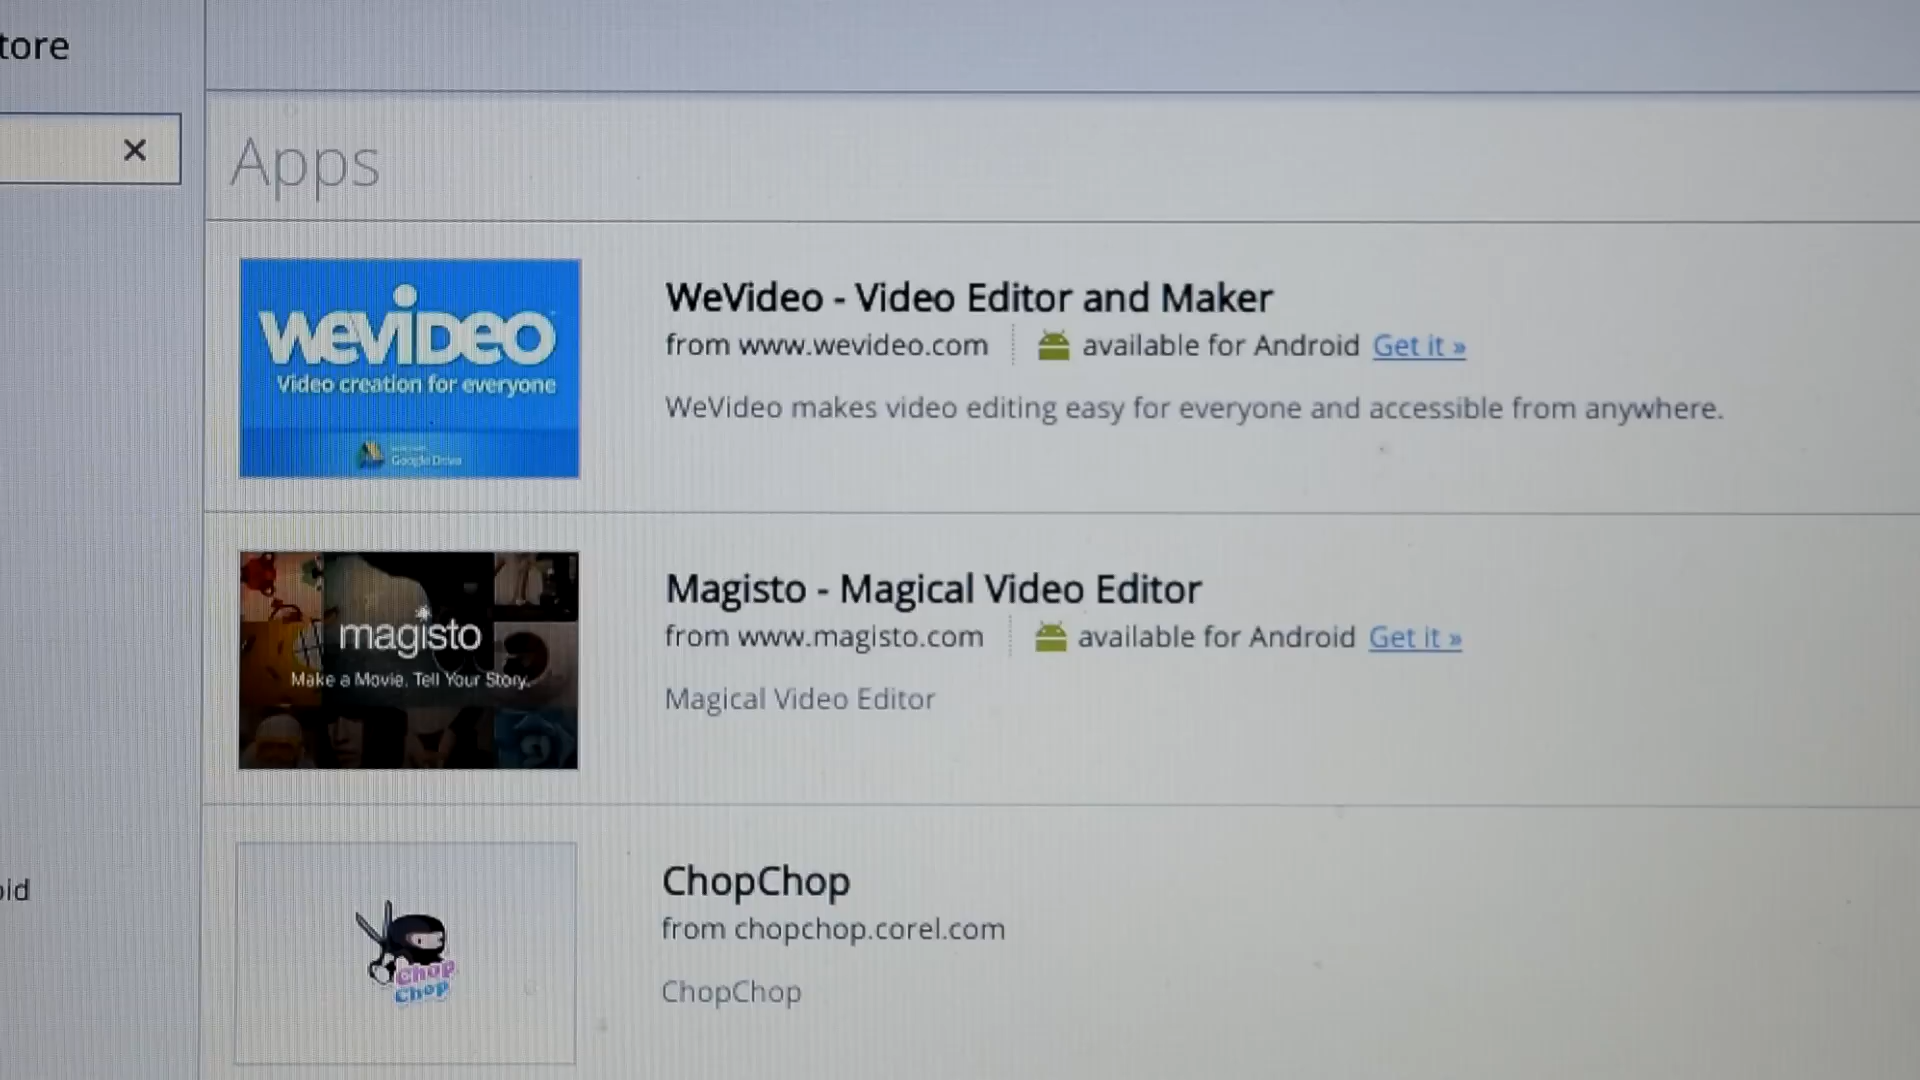 tore
Apps
WeVideo - Video Editor and Maker
from www.wevideo.com available for Android Get it »
WeVideo makes video editing easy for everyone and accessible from anywhere.
wevideo
Video creation for everyone
Google Drive
Magisto - Magical Video Editor
from www.magisto.com available for Android Get it »
Magical Video Editor
magisto
Make a Movie. Tell Your Story.
oid
ChopChop
from chopchop.corel.com
ChopChop
Chop
Chop